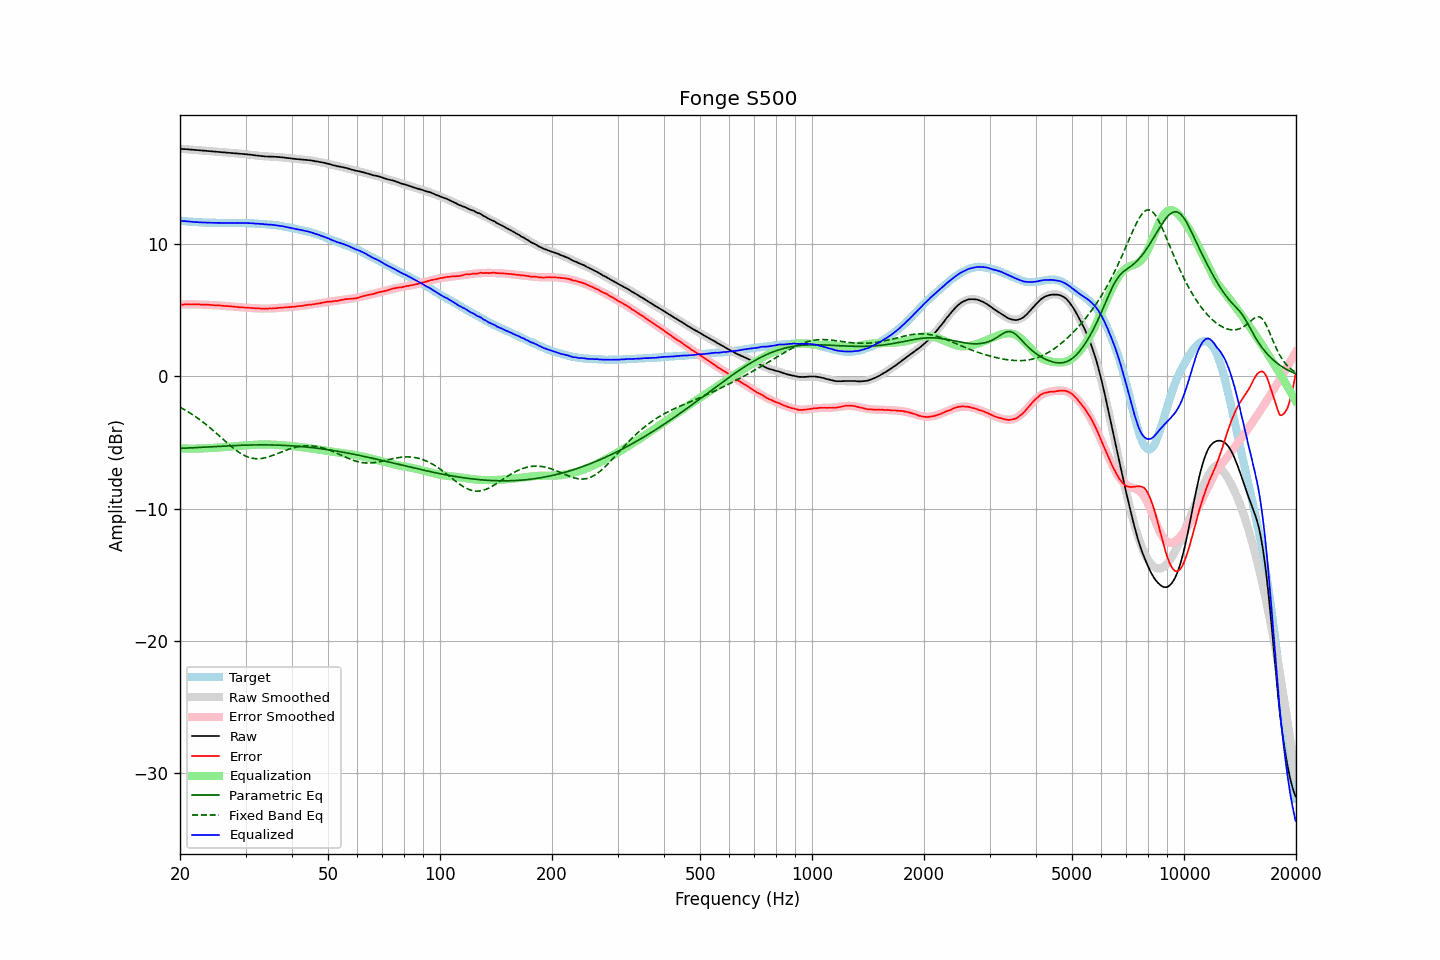 Fonge S500
Amplitude (dBr)
10
0
−10
−20
−30
Target
Raw Smoothed
Error Smoothed
Raw
Error
Equalization
Parametric Eq
Fixed Band Eq
Equalized
20 50 100 200 500 1000 2000 5000 10000 20000
Frequency (Hz)